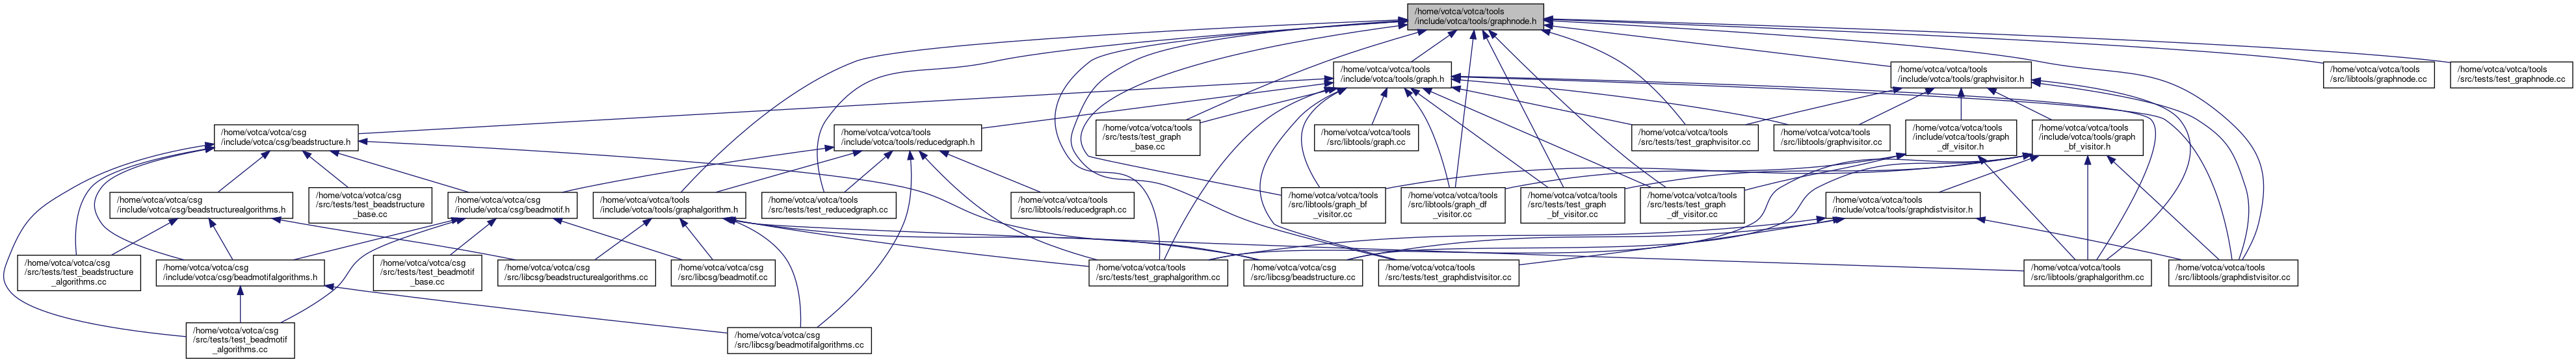 /home/votca/votca/tools
/include/votca/tools/graphnode.h
/home/votca/votca/tools
/include/votca/tools/graph.h
/home/votca/votca/tools
/include/votca/tools/graphvisitor.h
/home/votca/votca/tools
/src/libtools/graphnode.cc
/home/votca/votca/tools
/src/tests/test_graphnode.cc
/home/votca/votca/csg
/include/votca/csg/beadstructure.h
/home/votca/votca/tools
/include/votca/tools/reducedgraph.h
/home/votca/votca/tools
/src/tests/test_graph
_base.cc
/home/votca/votca/tools
/src/libtools/graph.cc
/home/votca/votca/tools
/src/tests/test_graphvisitor.cc
/home/votca/votca/tools
/src/libtools/graphvisitor.cc
/home/votca/votca/tools
/include/votca/tools/graph
_df_visitor.h
/home/votca/votca/tools
/include/votca/tools/graph
_bf_visitor.h
/home/votca/votca/csg
/include/votca/csg/beadstructurealgorithms.h
/home/votca/votca/csg
/src/tests/test_beadstructure
_base.cc
/home/votca/votca/csg
/include/votca/csg/beadmotif.h
/home/votca/votca/tools
/include/votca/tools/graphalgorithm.h
/home/votca/votca/tools
/src/tests/test_reducedgraph.cc
/home/votca/votca/tools
/src/libtools/reducedgraph.cc
/home/votca/votca/tools
/src/libtools/graph_bf
_visitor.cc
/home/votca/votca/tools
/src/libtools/graph_df
_visitor.cc
/home/votca/votca/tools
/src/tests/test_graph
_bf_visitor.cc
/home/votca/votca/tools
/src/tests/test_graph
_df_visitor.cc
/home/votca/votca/tools
/include/votca/tools/graphdistvisitor.h
/home/votca/votca/csg
/src/tests/test_beadstructure
_algorithms.cc
/home/votca/votca/csg
/include/votca/csg/beadmotifalgorithms.h
/home/votca/votca/csg
/src/tests/test_beadmotif
_base.cc
/home/votca/votca/csg
/src/libcsg/beadstructurealgorithms.cc
/home/votca/votca/csg
/src/libcsg/beadmotif.cc
/home/votca/votca/tools
/src/tests/test_graphalgorithm.cc
/home/votca/votca/csg
/src/libcsg/beadstructure.cc
/home/votca/votca/tools
/src/tests/test_graphdistvisitor.cc
/home/votca/votca/tools
/src/libtools/graphalgorithm.cc
/home/votca/votca/tools
/src/libtools/graphdistvisitor.cc
/home/votca/votca/csg
/src/tests/test_beadmotif
_algorithms.cc
/home/votca/votca/csg
/src/libcsg/beadmotifalgorithms.cc